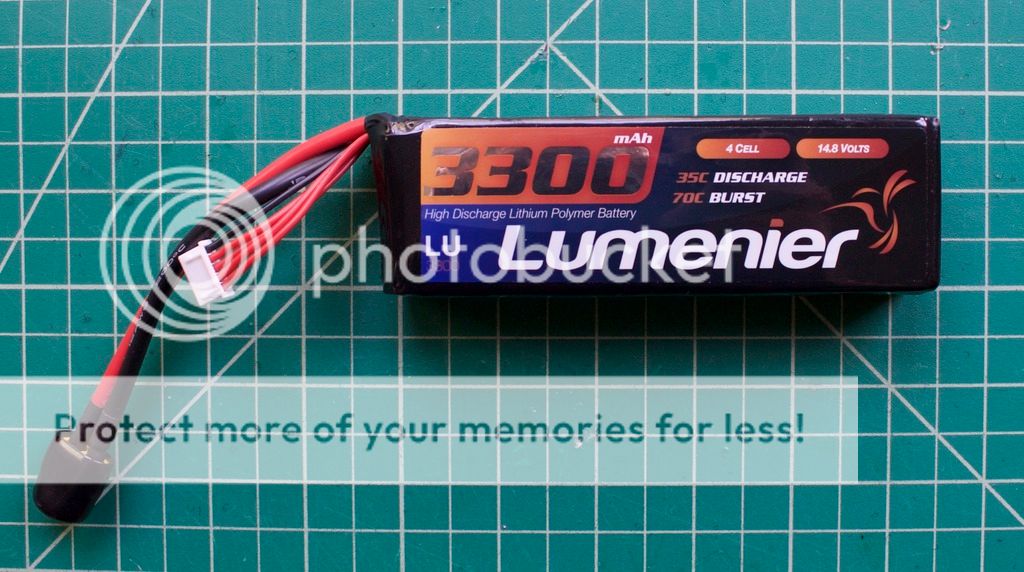 mAh
3300
4 CELL
14.8 VOLTS
35C DISCHARGE
70C BURST
High Discharge Lithium Polymer Battery
LU
3300
Lumenier
photobucket
Protect more of your memories for less!